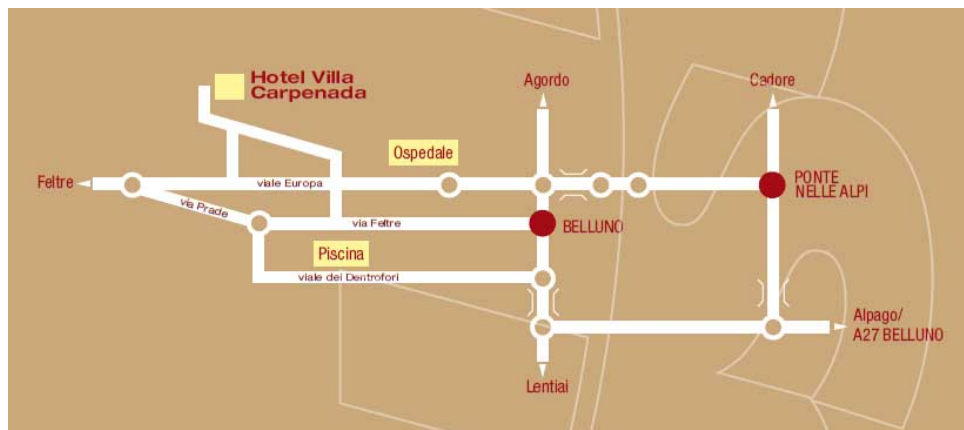 Hotel Villa
Carpenada
Agordo
Cadore
Ospedale
Feltre
viale Europa
PONTE
NELLE ALPI
via Prade
via Feltre
BELLUNO
Piscina
viale dei Dentrofori
Alpago/
A27 BELLUNO
Lentiai